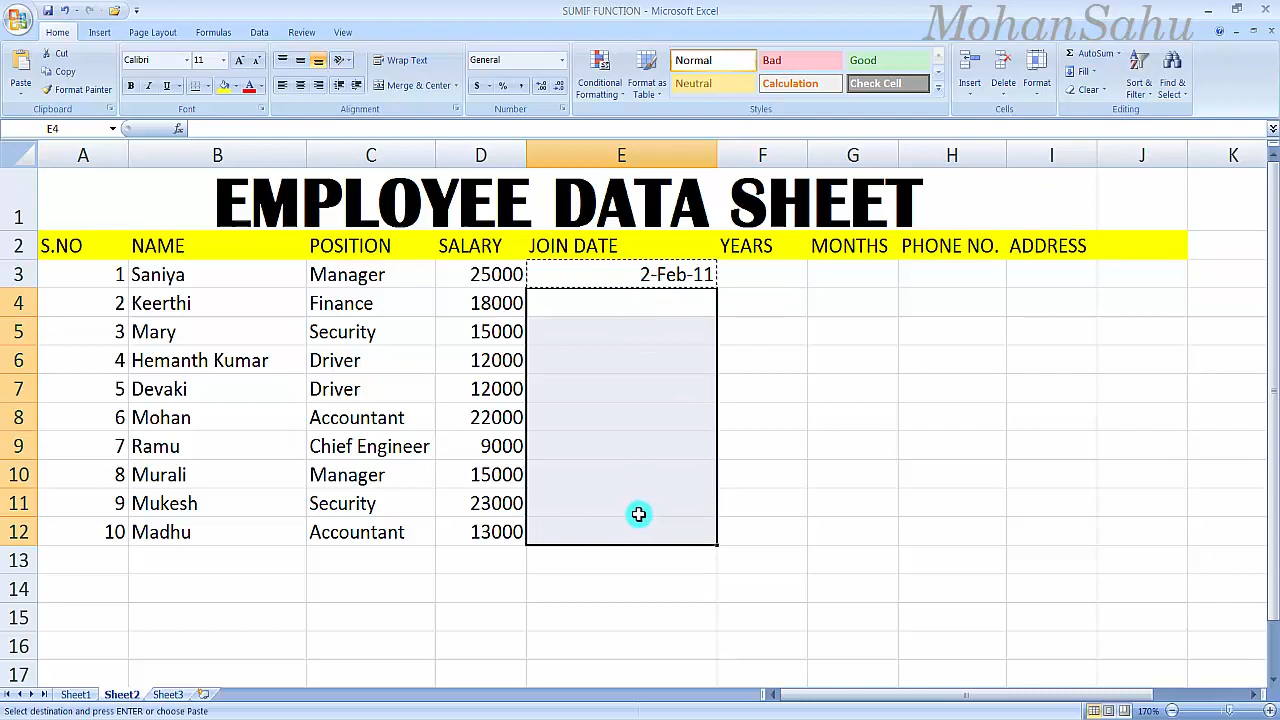 SUMIF FUNCTION - Microsoft Excel
MohanSahu
Home Insert Page Layout Formulas Data Review View
Paste Cut Copy Format Painter Clipboard
Calibri 11 B I U A A A Font
Wrap Text Merge & Center Alignment
General $ % , Number
Conditional Formatting Format as Table Normal Bad Good Neutral Calculation Check Cell Styles
Insert Delete Format Cells
Σ AutoSum Fill Clear Sort & Filter Find & Select Editing
E4 fx
A B C D E F G H I J K
1 EMPLOYEE DATA SHEET
2 S.NO NAME POSITION SALARY JOIN DATE YEARS MONTHS PHONE NO. ADDRESS
3 1 Saniya Manager 25000 2-Feb-11
4 2 Keerthi Finance 18000
5 3 Mary Security 15000
6 4 Hemanth Kumar Driver 12000
7 5 Devaki Driver 12000
8 6 Mohan Accountant 22000
9 7 Ramu Chief Engineer 9000
10 8 Murali Manager 15000
11 9 Mukesh Security 23000
12 10 Madhu Accountant 13000
13
14
15
16
17
Sheet1 Sheet2 Sheet3
Select destination and press ENTER or choose Paste 170%